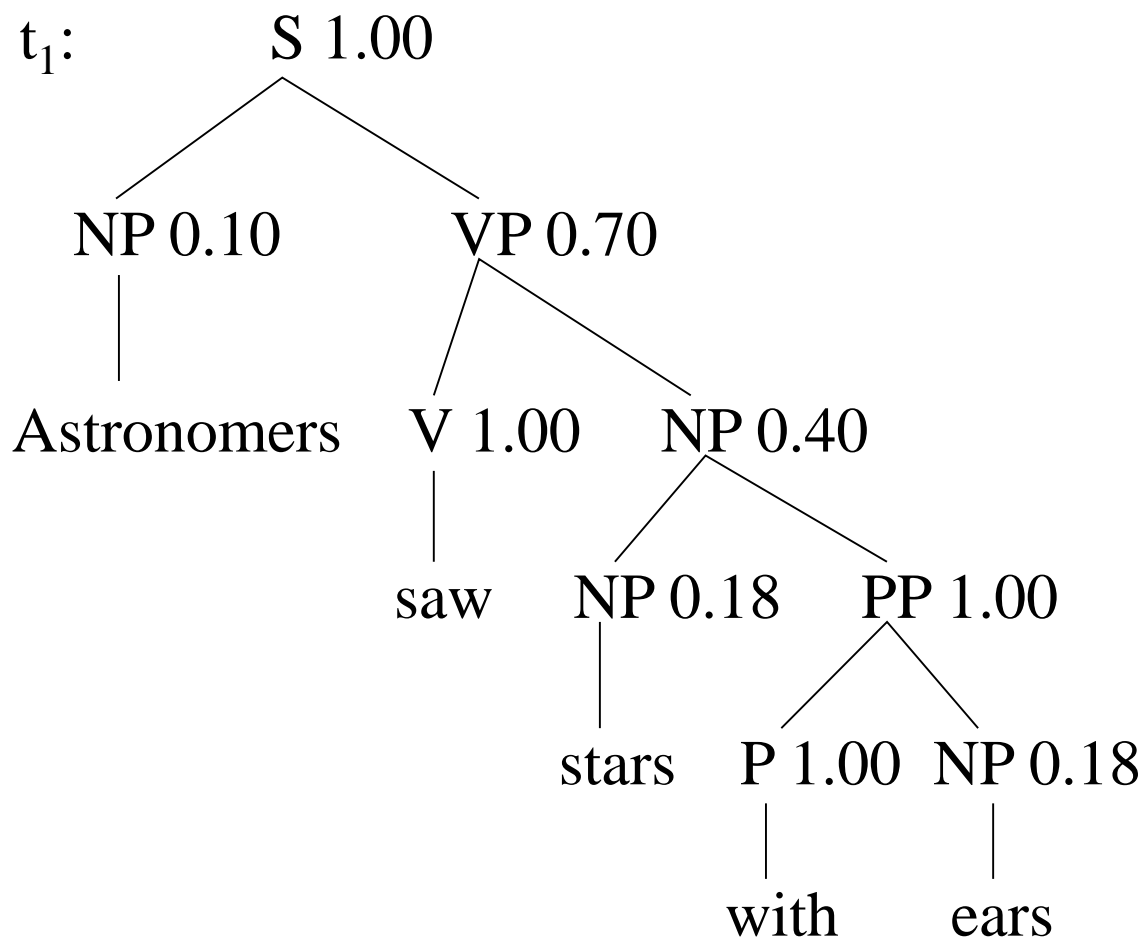 t₁: S 1.00
NP 0.10 VP 0.70
Astronomers V 1.00 NP 0.40
saw NP 0.18 PP 1.00
stars P 1.00 NP 0.18
with ears